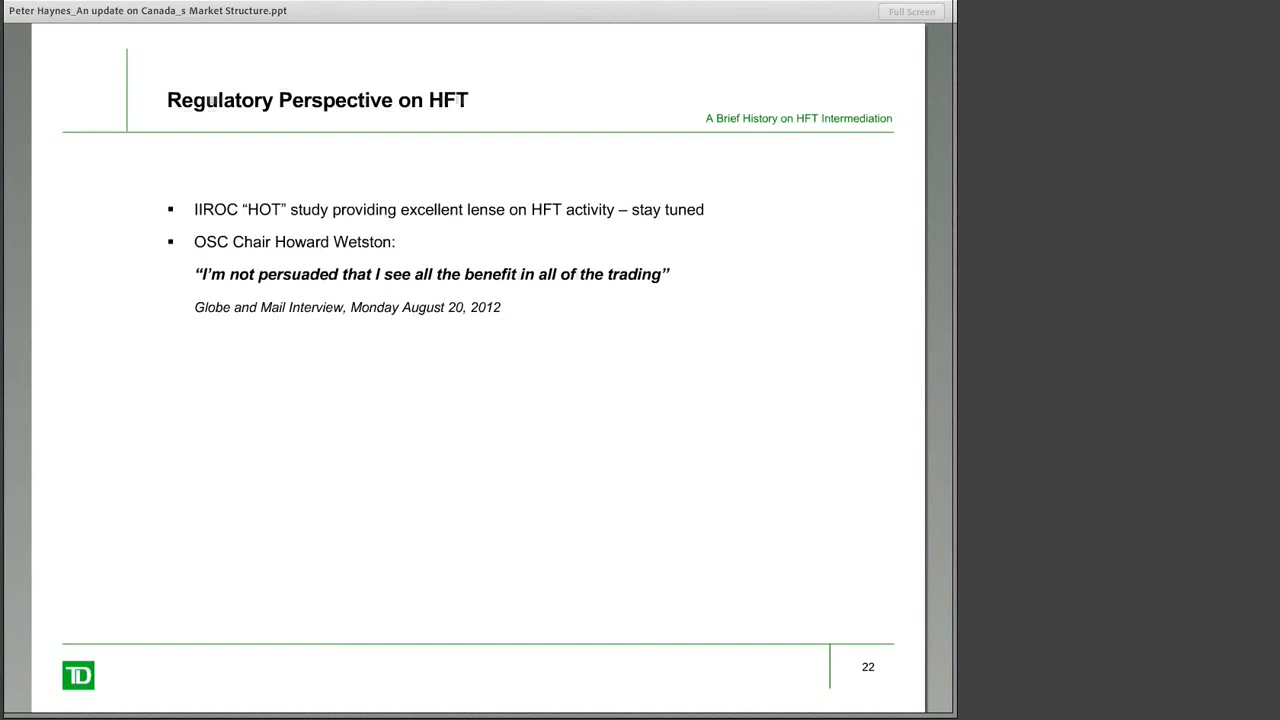 Peter Haynes_An update on Canada_s Market Structure.ppt
Full Screen
Regulatory Perspective on HFT
A Brief History on HFT Intermediation
▪ IIROC “HOT” study providing excellent lense on HFT activity – stay tuned
▪ OSC Chair Howard Wetston:
“I’m not persuaded that I see all the benefit in all of the trading”
Globe and Mail Interview, Monday August 20, 2012
TD
22